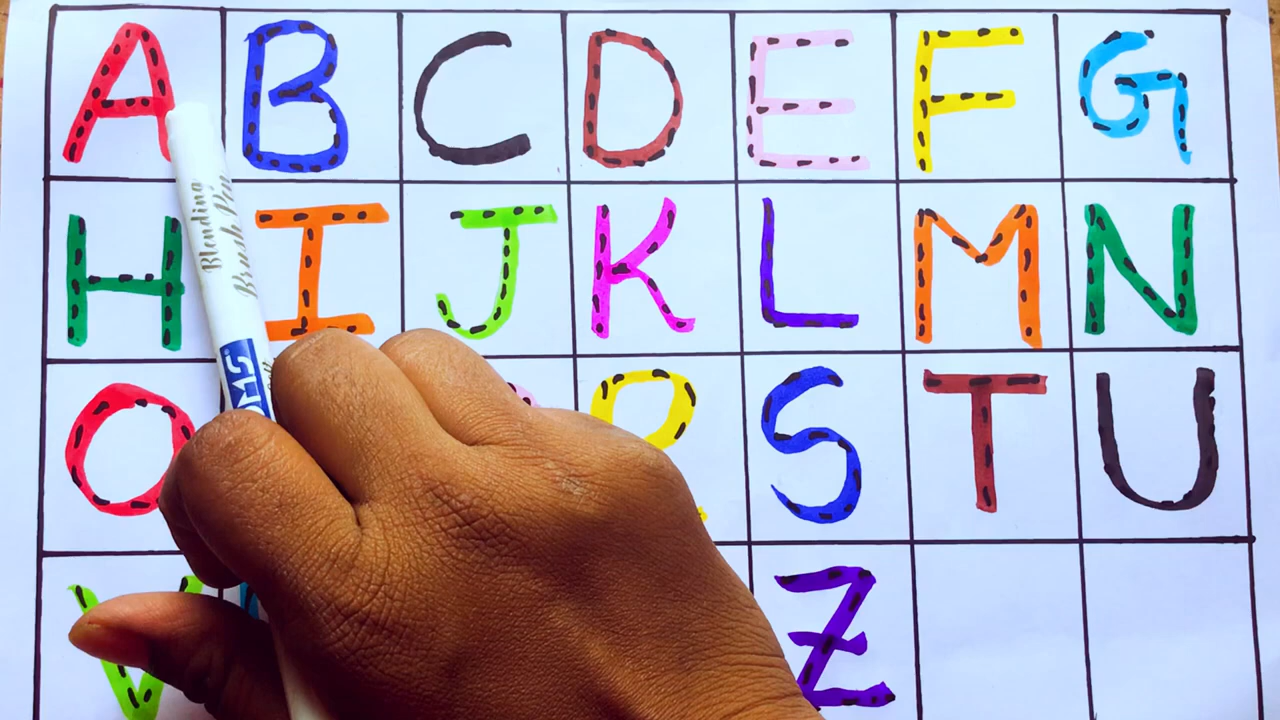 A B C D E F G
H I J K L M N
O S T U
V Z
Blending
Brush Pen